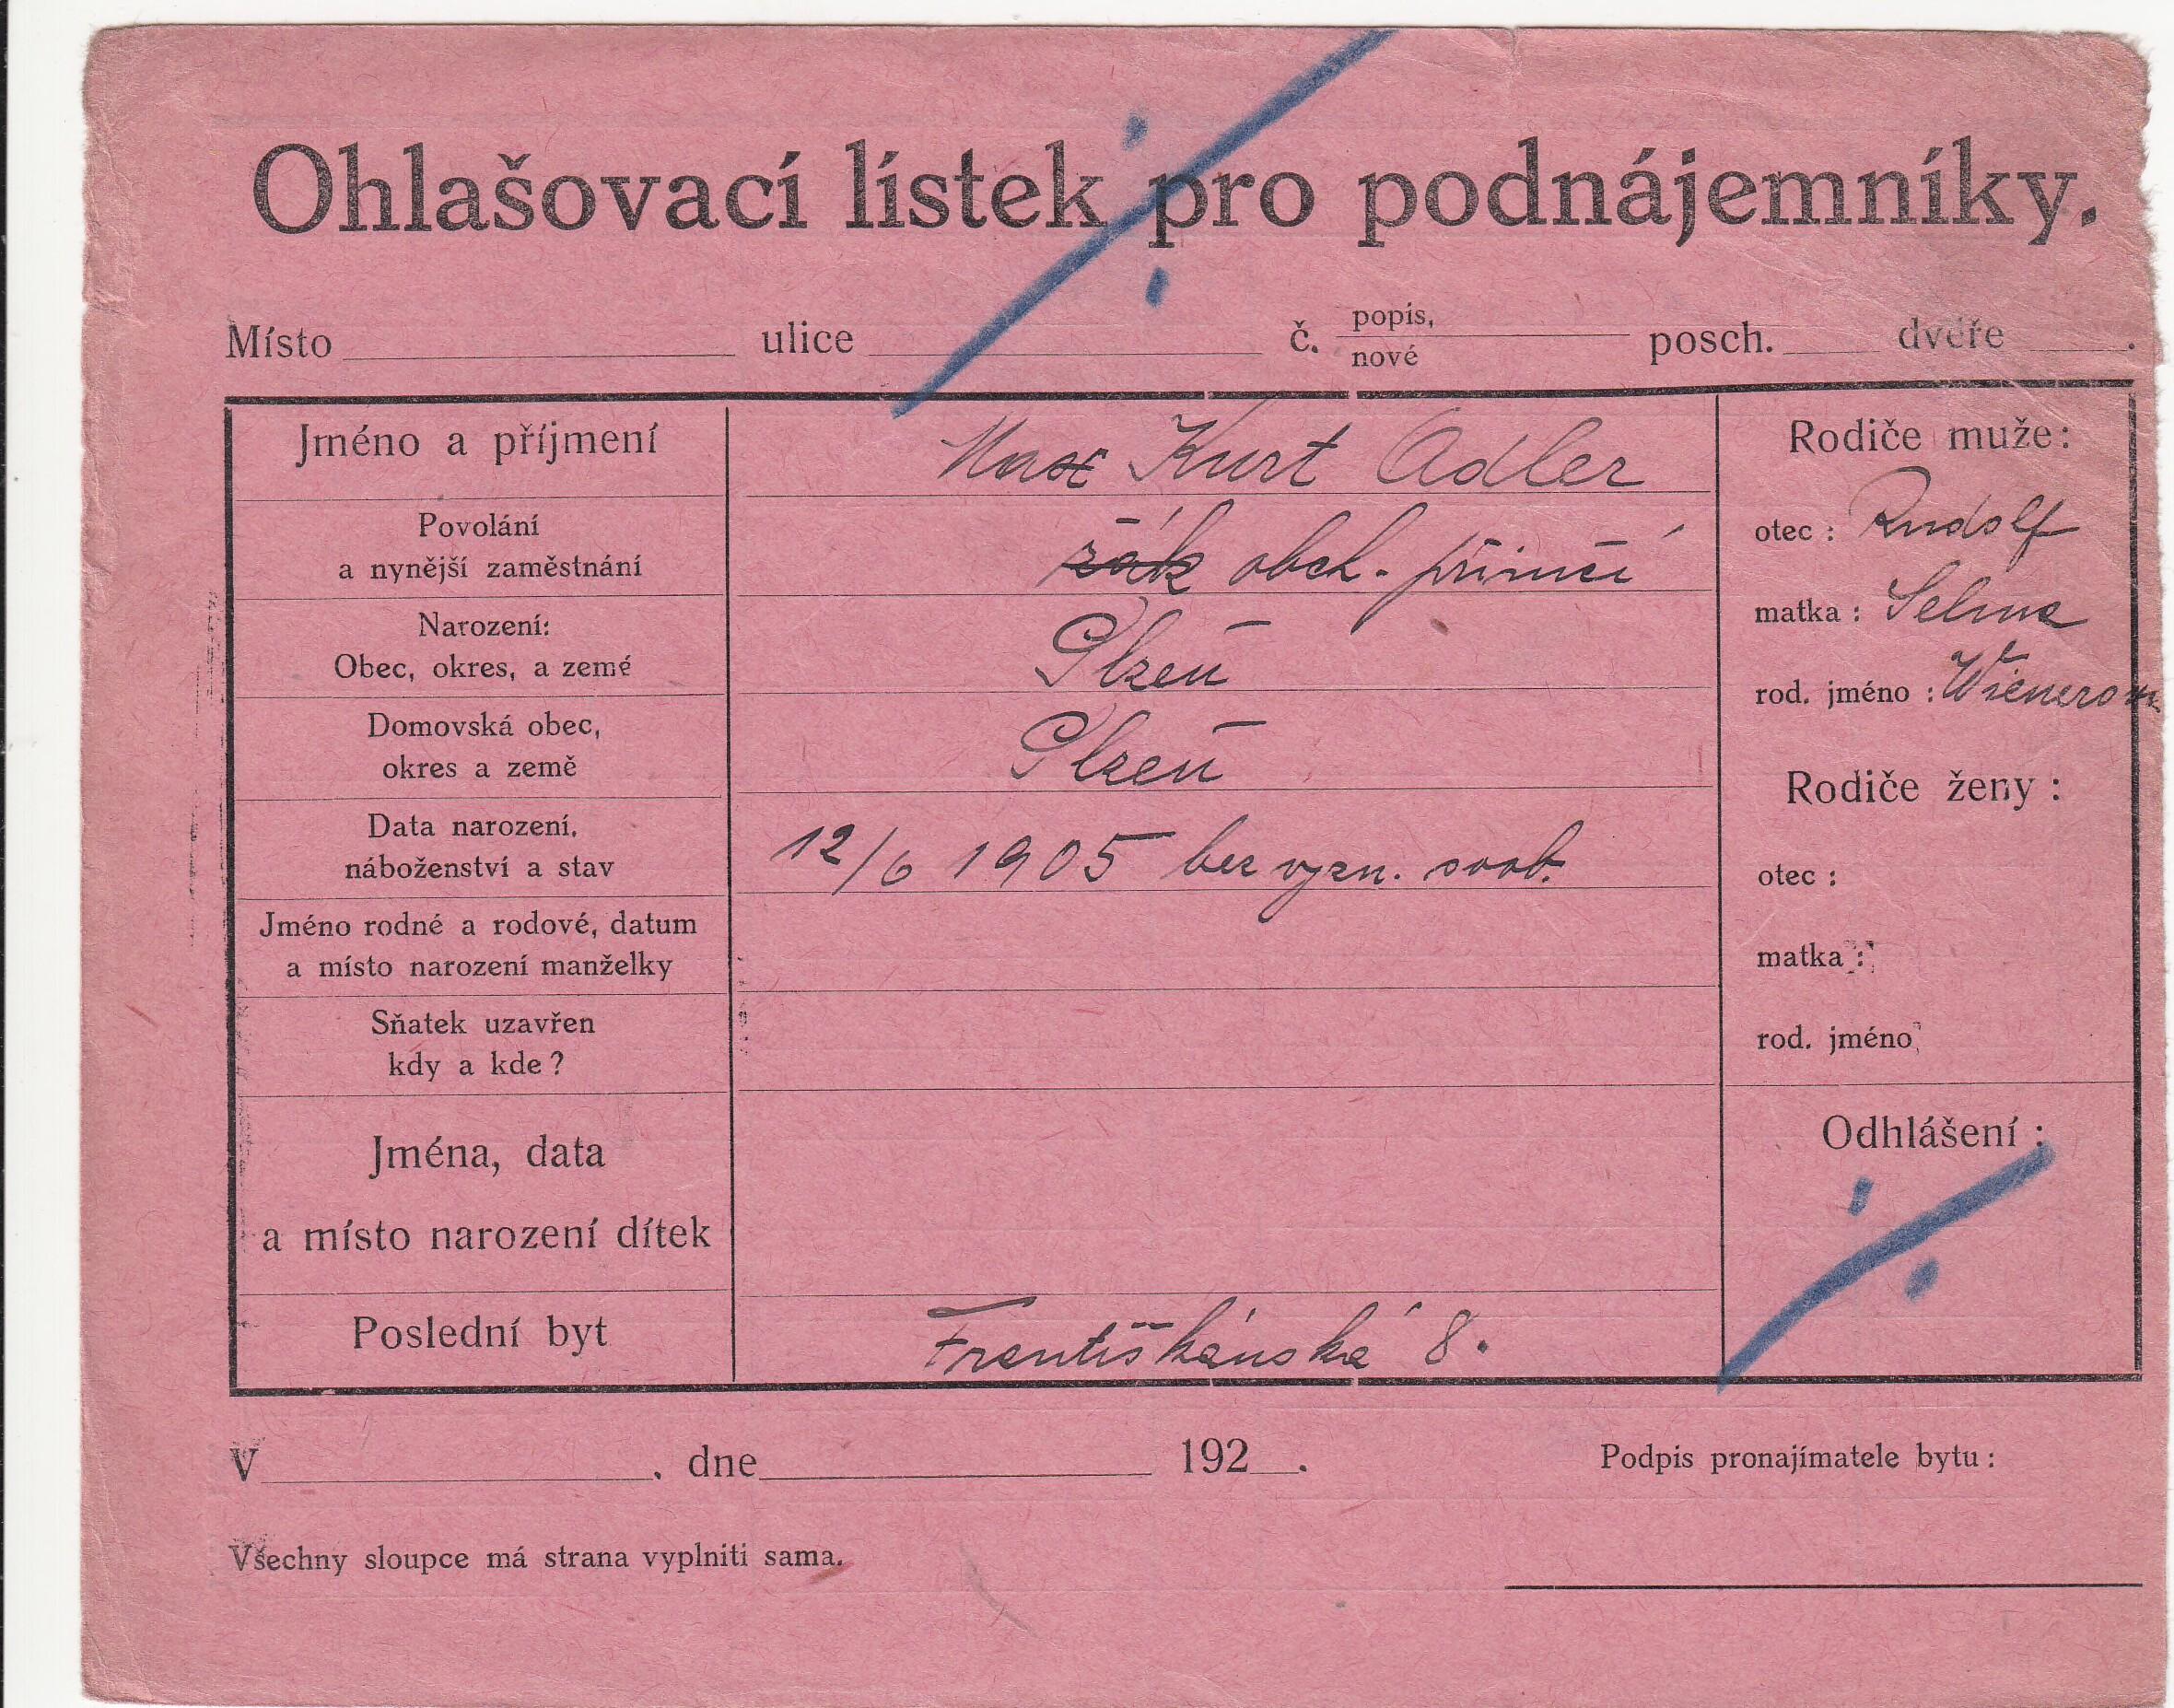 Ohlašovací lístek pro podnájemníky.
Místo ulice č. popis, nové posch. dveře .
Jméno a příjmení Max Kurt Adler
Povolání
a nynější zaměstnání žák obch. příručí
Narození:
Obec, okres, a země Plzeň
Domovská obec,
okres a země Plzeň
Data narození,
náboženství a stav 12/6 1905 bez vyzn. svob.
Jméno rodné a rodové, datum
a místo narození manželky
Sňatek uzavřen
kdy a kde?
Jména, data
a místo narození dítek
Poslední byt Františkánská 8.
Rodiče muže:
otec: Rudolf
matka: Selma
rod. jméno: Wienerova
Rodiče ženy:
otec:
matka:
rod. jméno
Odhlášení:
V , dne 192 .
Podpis pronajímatele bytu:
Všechny sloupce má strana vyplniti sama.